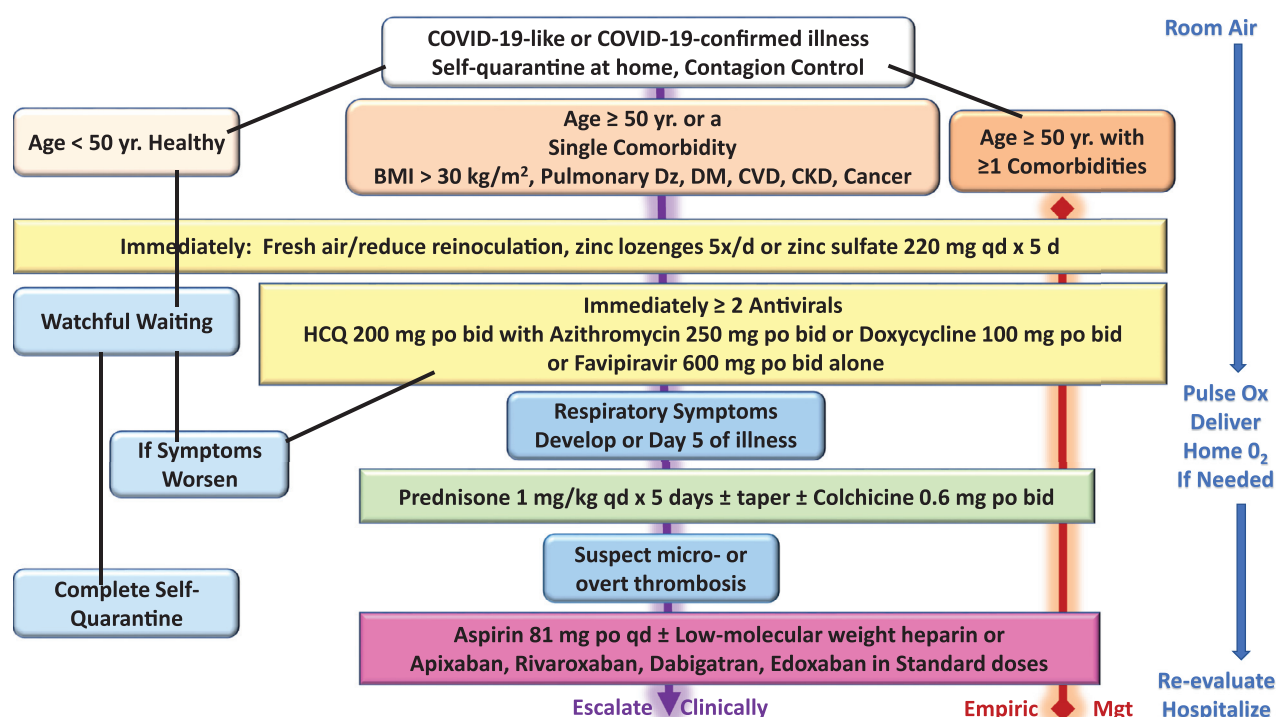 COVID-19-like or COVID-19-confirmed illness
Self-quarantine at home, Contagion Control
Room Air
Age < 50 yr. Healthy
Age ≥ 50 yr. or a
Single Comorbidity
BMI > 30 kg/m², Pulmonary Dz, DM, CVD, CKD, Cancer
Age ≥ 50 yr. with
≥1 Comorbidities
Immediately: Fresh air/reduce reinoculation, zinc lozenges 5x/d or zinc sulfate 220 mg qd x 5 d
Watchful Waiting
Immediately ≥ 2 Antivirals
HCQ 200 mg po bid with Azithromycin 250 mg po bid or Doxycycline 100 mg po bid
or Favipiravir 600 mg po bid alone
Pulse Ox
Deliver
Home 0₂
If Needed
Respiratory Symptoms
Develop or Day 5 of illness
If Symptoms
Worsen
Prednisone 1 mg/kg qd x 5 days ± taper ± Colchicine 0.6 mg po bid
Suspect micro- or
overt thrombosis
Complete Self-
Quarantine
Aspirin 81 mg po qd ± Low-molecular weight heparin or
Apixaban, Rivaroxaban, Dabigatran, Edoxaban in Standard doses
Escalate Clinically
Empiric Mgt
Re-evaluate
Hospitalize